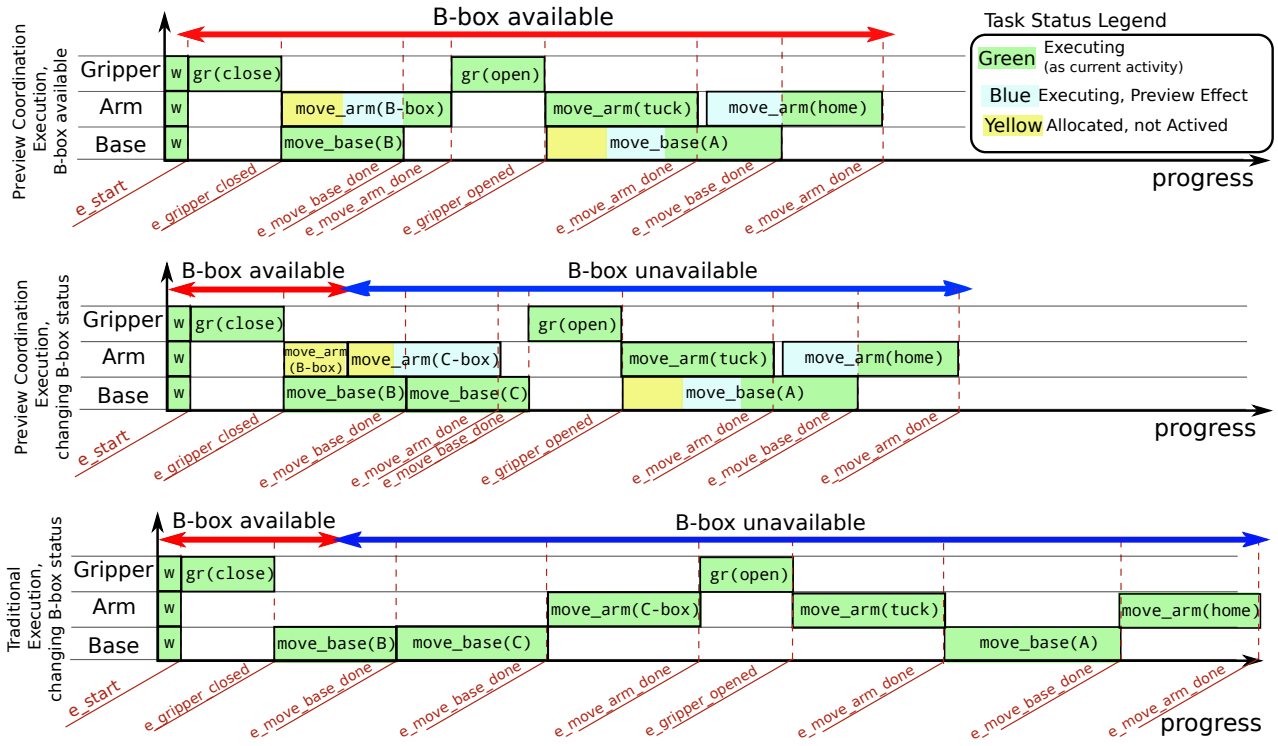 B-box available
Preview Coordination
Execution,
B-box available
Gripper
Arm
Base
w
gr(close)
gr(open)
w
move_arm(B-box)
move_arm(tuck)
move_arm(home)
w
move_base(B)
move_base(A)
e_start
e_gripper_closed
e_move_base_done
e_move_arm_done
e_gripper_opened
e_move_arm_done
e_move_base_done
e_move_arm_done
progress
Task Status Legend
Green Executing
(as current activity)
Blue Executing, Preview Effect
Yellow Allocated, not Actived
B-box available
B-box unavailable
Preview Coordination
Execution,
changing B-box status
Gripper
Arm
Base
w
gr(close)
gr(open)
w
move_arm
(B-box)
move_arm(C-box)
move_arm(tuck)
move_arm(home)
w
move_base(B)
move_base(C)
move_base(A)
e_start
e_gripper_closed
e_move_base_done
e_move_arm_done
e_move_base_done
e_gripper_opened
e_move_arm_done
e_move_base_done
e_move_arm_done
progress
B-box available
B-box unavailable
Traditional
Execution,
changing B-box status
Gripper
Arm
Base
w
gr(close)
gr(open)
w
move_arm(C-box)
move_arm(tuck)
move_arm(home)
w
move_base(B)
move_base(C)
move_base(A)
e_start
e_gripper_closed
e_move_base_done
e_move_base_done
e_move_arm_done
e_gripper_opened
e_move_arm_done
e_move_base_done
e_move_arm_done
progress